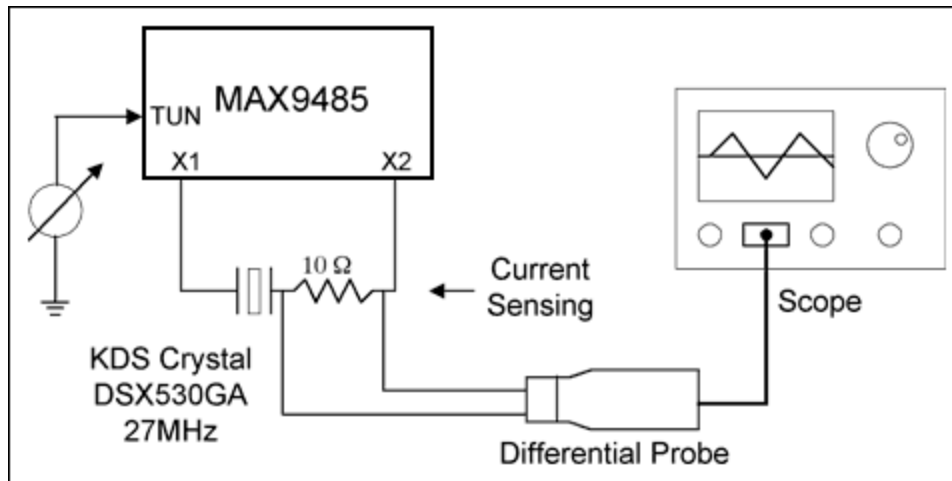 MAX9485
TUN
X1
X2
10 Ω
Current
Sensing
Scope
KDS Crystal
DSX530GA
27MHz
Differential Probe